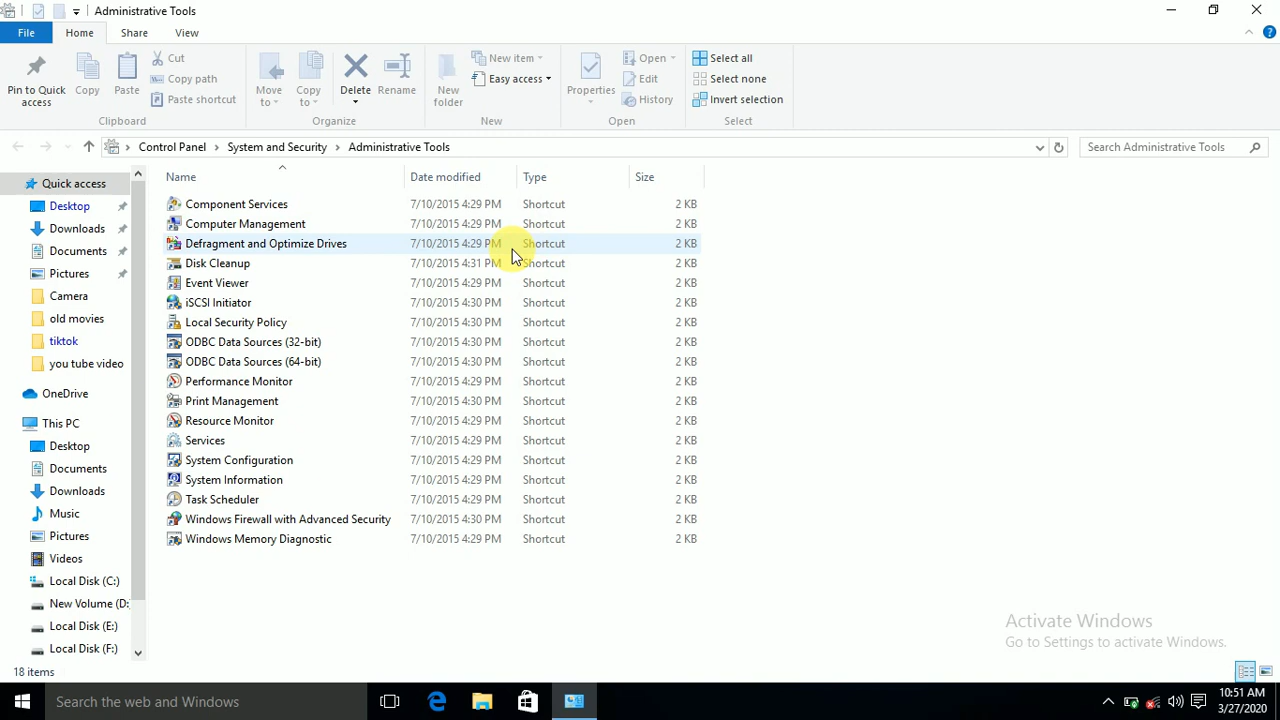 Administrative Tools
File Home Share View
Pin to Quick access
Copy
Paste
Cut
Copy path
Paste shortcut
Clipboard
Move to
Copy to
Delete
Rename
Organize
New folder
New item
Easy access
New
Properties
Open
Edit
History
Open
Select all
Select none
Invert selection
Select
Control Panel System and Security Administrative Tools
Search Administrative Tools
Quick access
Desktop
Downloads
Documents
Pictures
Camera
old movies
tiktok
you tube video
OneDrive
This PC
Desktop
Documents
Downloads
Music
Pictures
Videos
Local Disk (C:)
New Volume (D:
Local Disk (E:)
Local Disk (F:)
Name Date modified Type Size
Component Services 7/10/2015 4:29 PM Shortcut 2 KB
Computer Management 7/10/2015 4:29 PM Shortcut 2 KB
Defragment and Optimize Drives 7/10/2015 4:29 PM Shortcut 2 KB
Disk Cleanup 7/10/2015 4:31 PM Shortcut 2 KB
Event Viewer 7/10/2015 4:29 PM Shortcut 2 KB
iSCSI Initiator 7/10/2015 4:30 PM Shortcut 2 KB
Local Security Policy 7/10/2015 4:30 PM Shortcut 2 KB
ODBC Data Sources (32-bit) 7/10/2015 4:30 PM Shortcut 2 KB
ODBC Data Sources (64-bit) 7/10/2015 4:30 PM Shortcut 2 KB
Performance Monitor 7/10/2015 4:29 PM Shortcut 2 KB
Print Management 7/10/2015 4:30 PM Shortcut 2 KB
Resource Monitor 7/10/2015 4:29 PM Shortcut 2 KB
Services 7/10/2015 4:29 PM Shortcut 2 KB
System Configuration 7/10/2015 4:29 PM Shortcut 2 KB
System Information 7/10/2015 4:29 PM Shortcut 2 KB
Task Scheduler 7/10/2015 4:29 PM Shortcut 2 KB
Windows Firewall with Advanced Security 7/10/2015 4:30 PM Shortcut 2 KB
Windows Memory Diagnostic 7/10/2015 4:29 PM Shortcut 2 KB
Activate Windows
Go to Settings to activate Windows.
18 items
Search the web and Windows
10:51 AM
3/27/2020